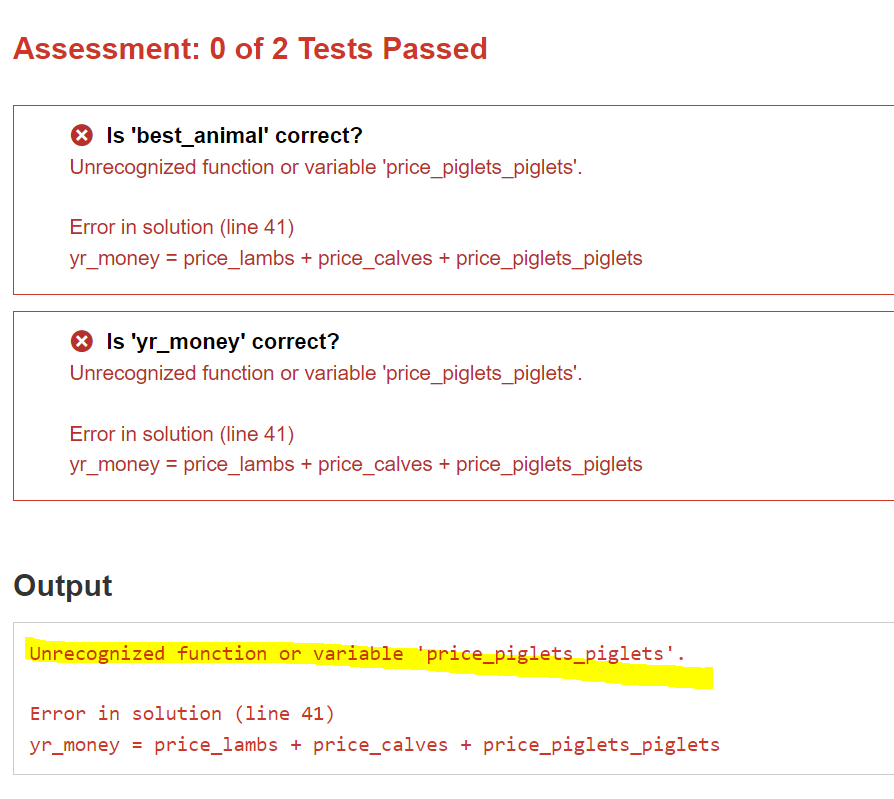 Assessment: 0 of 2 Tests Passed
Is 'best_animal' correct?
Unrecognized function or variable 'price_piglets_piglets'.
Error in solution (line 41)
yr_money = price_lambs + price_calves + price_piglets_piglets
Is 'yr_money' correct?
Unrecognized function or variable 'price_piglets_piglets'.
Error in solution (line 41)
yr_money = price_lambs + price_calves + price_piglets_piglets
Output
Unrecognized function or variable 'price_piglets_piglets'.
Error in solution (line 41)
yr_money = price_lambs + price_calves + price_piglets_piglets